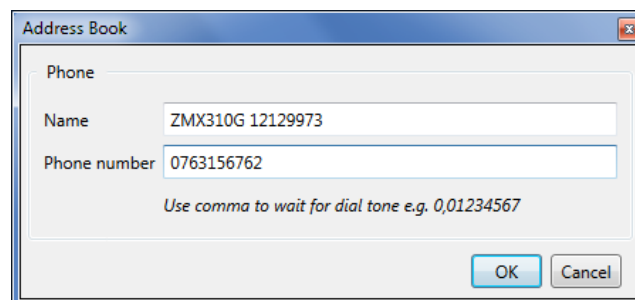 Address Book
Phone
Name ZMX310G 12129973
Phone number 0763156762
Use comma to wait for dial tone e.g. 0,01234567
OK Cancel